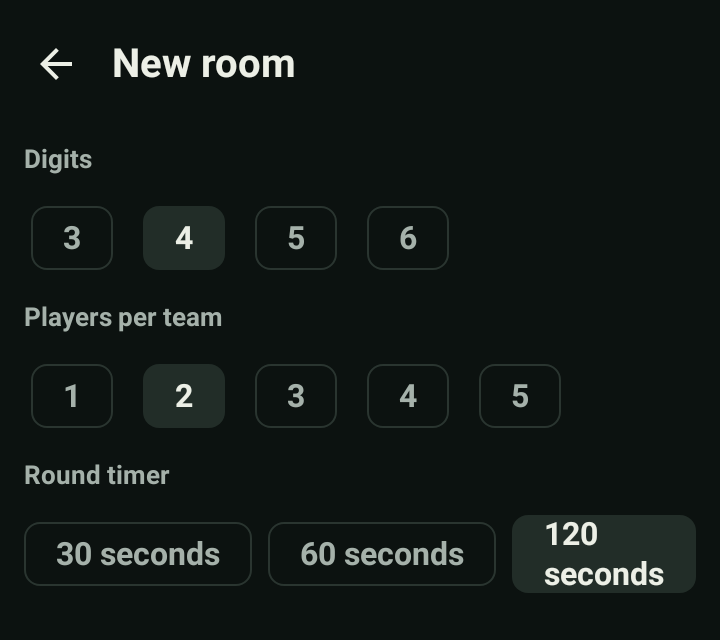 New room
Digits
3 4 5 6
Players per team
1 2 3 4 5
Round timer
30 seconds 60 seconds 120 seconds